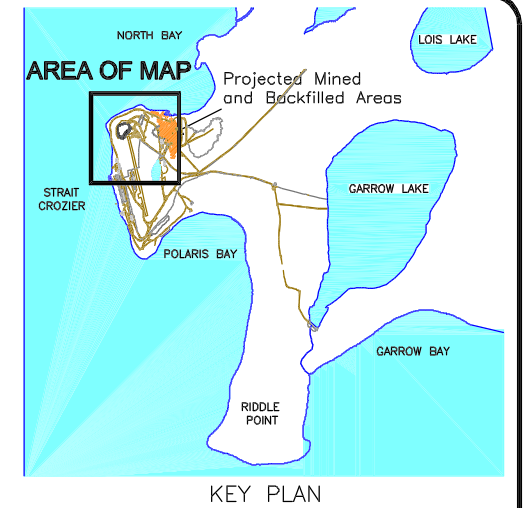 NORTH BAY
LOIS LAKE
AREA OF MAP
Projected Mined
and Backfilled Areas
STRAIT
CROZIER
GARROW LAKE
POLARIS BAY
GARROW BAY
RIDDLE
POINT
KEY PLAN